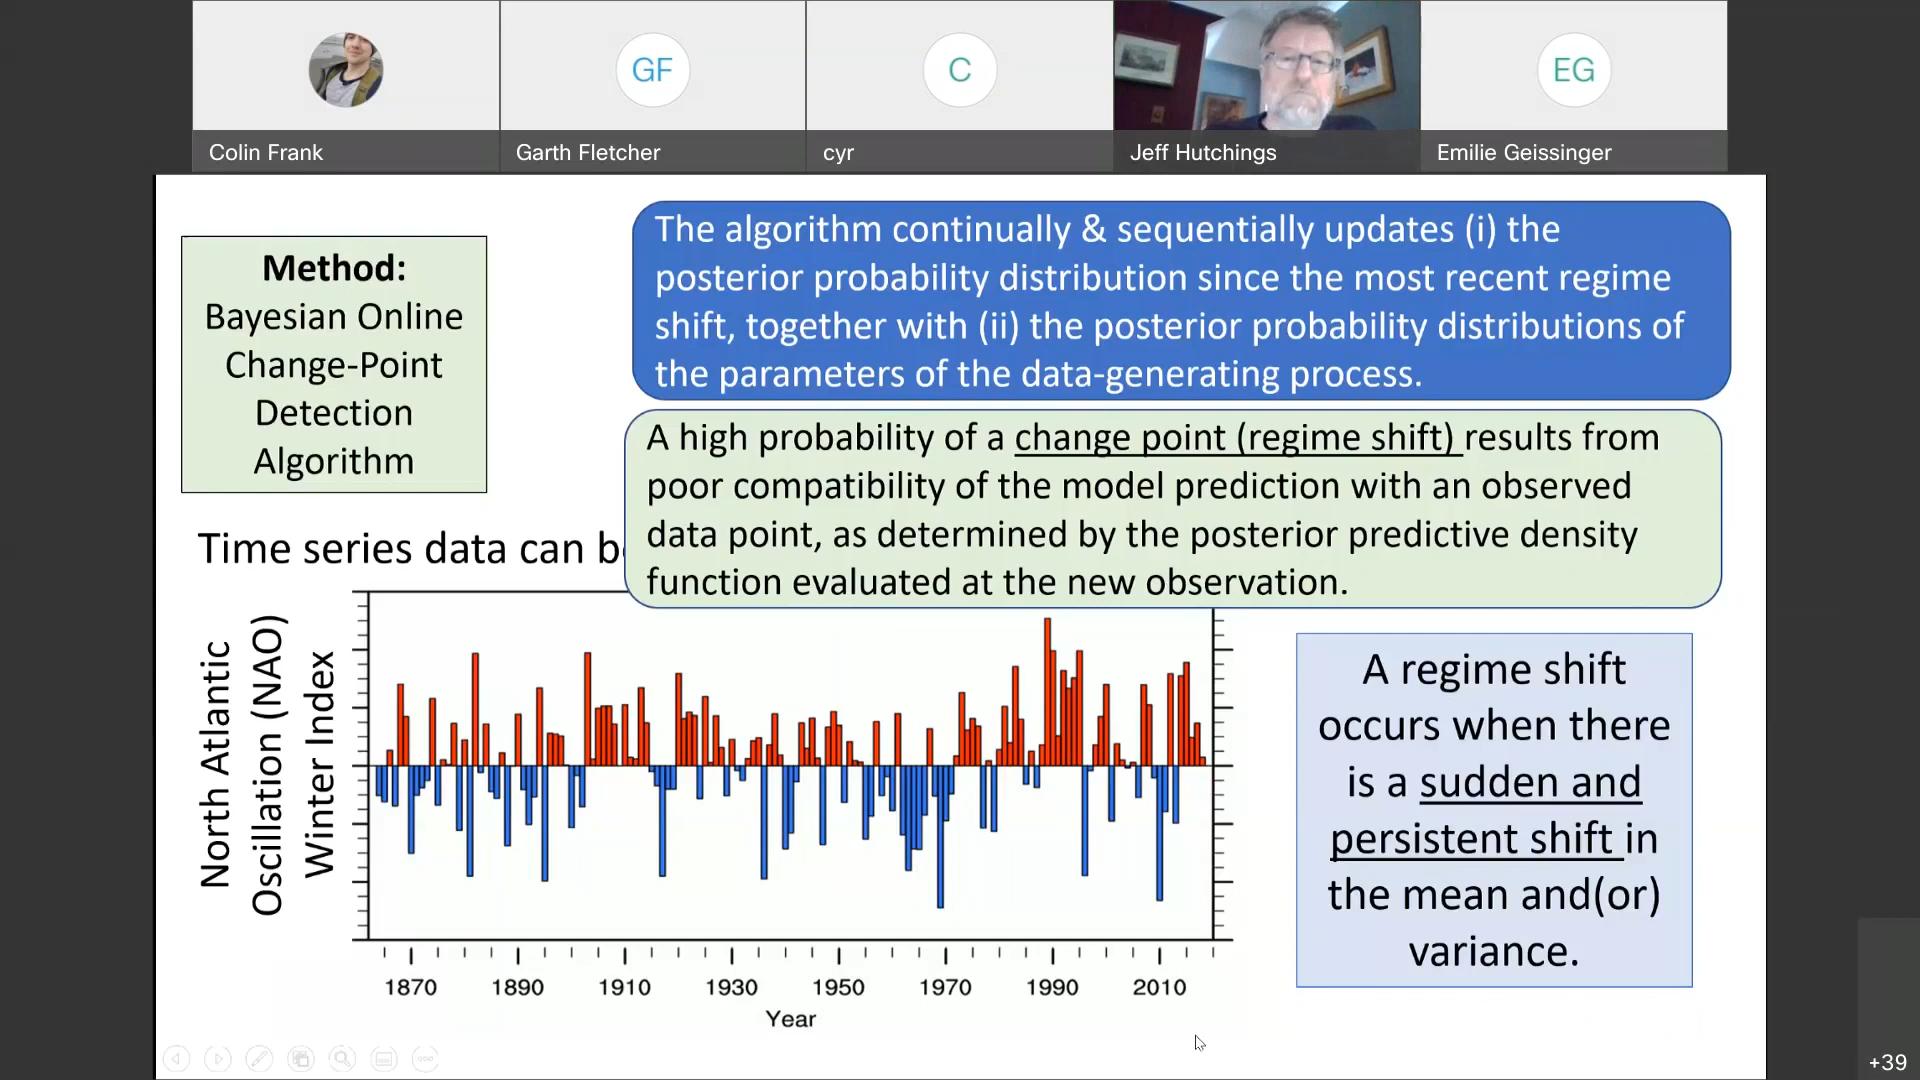 GF
C
EG
Colin Frank
Garth Fletcher
cyr
Jeff Hutchings
Emilie Geissinger
Method:
Bayesian Online
Change-Point
Detection
Algorithm
The algorithm continually & sequentially updates (i) the
posterior probability distribution since the most recent regime
shift, together with (ii) the posterior probability distributions of
the parameters of the data-generating process.
A high probability of a change point (regime shift) results from
poor compatibility of the model prediction with an observed
data point, as determined by the posterior predictive density
function evaluated at the new observation.
Time series data can
North Atlantic
Oscillation (NAO)
Winter Index
1870 1890 1910 1930 1950 1970 1990 2010
Year
A regime shift
occurs when there
is a sudden and
persistent shift in
the mean and(or)
variance.
+39